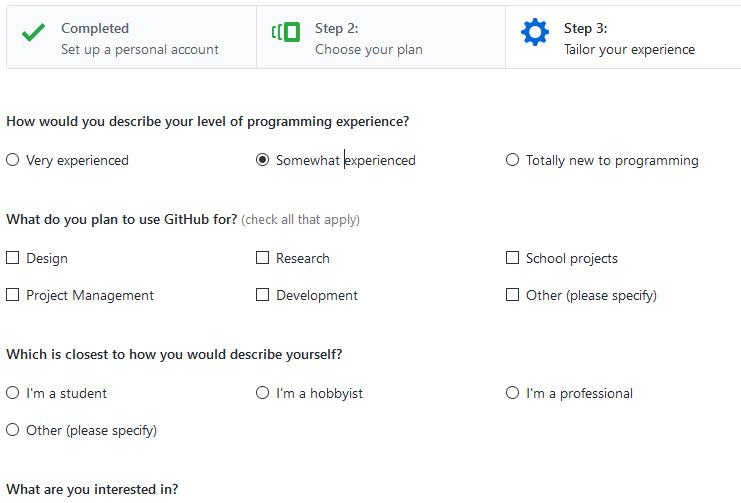 Completed
Set up a personal account
Step 2:
Choose your plan
Step 3:
Tailor your experience
How would you describe your level of programming experience?
Very experienced
Somewhat experienced
Totally new to programming
What do you plan to use GitHub for? (check all that apply)
Design
Research
School projects
Project Management
Development
Other (please specify)
Which is closest to how you would describe yourself?
I'm a student
I'm a hobbyist
I'm a professional
Other (please specify)
What are you interested in?